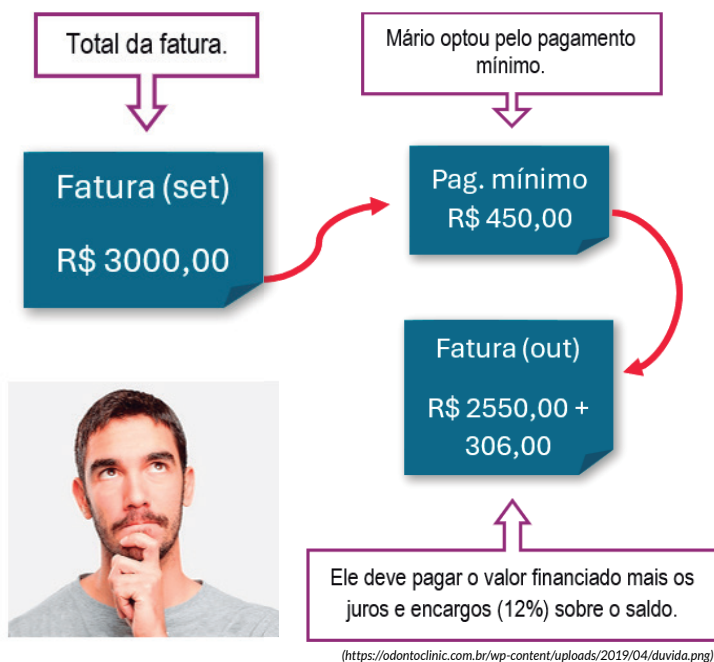 Total da fatura.
Mário optou pelo pagamento
mínimo.
Fatura (set)
R$ 3000,00
Pag. mínimo
R$ 450,00
Fatura (out)
R$ 2550,00 +
306,00
Ele deve pagar o valor financiado mais os
juros e encargos (12%) sobre o saldo.
(https://odontoclinic.com.br/wp-content/uploads/2019/04/duvida.png)